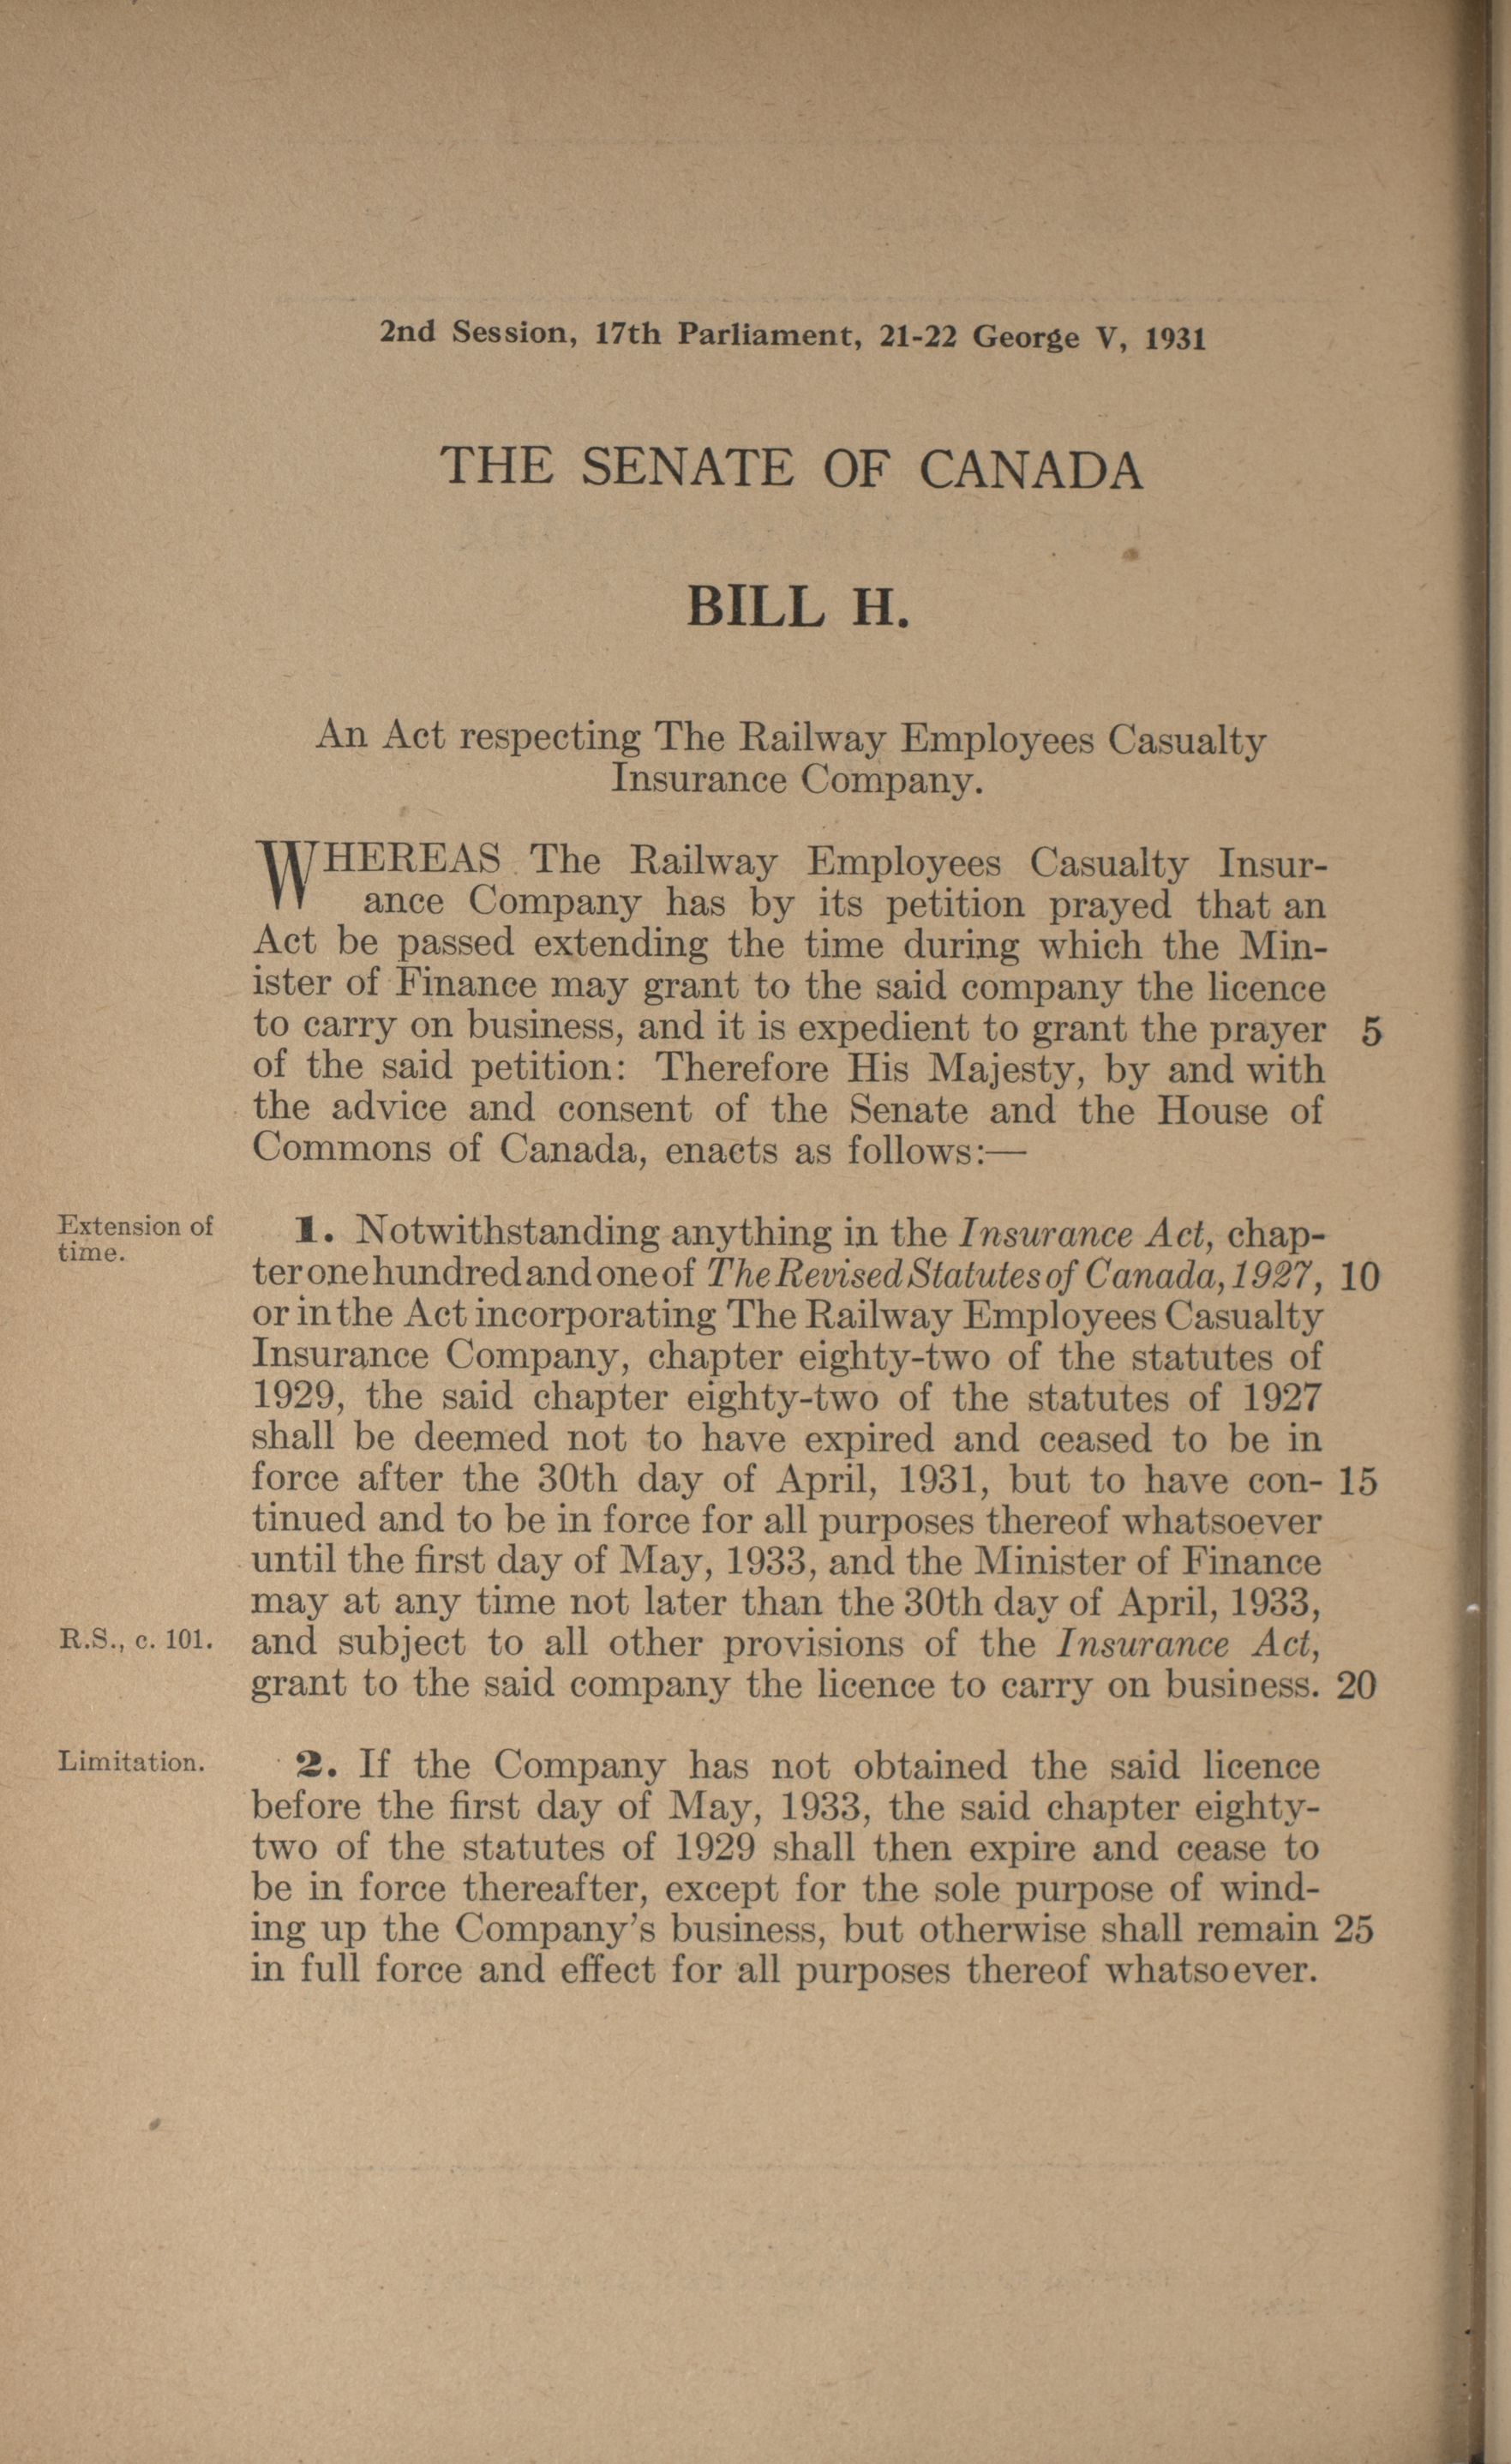 2nd Session, 17th Parliament, 21-22 George V, 1931
THE SENATE OF CANADA
BILL H.
An Act respecting The Railway Employees Casualty
Insurance Company.
WHEREAS The Railway Employees Casualty Insur-
ance Company has by its petition prayed that an
Act be passed extending the time during which the Min-
ister of Finance may grant to the said company the licence
to carry on business, and it is expedient to grant the prayer 5
of the said petition: Therefore His Majesty, by and with
the advice and consent of the Senate and the House of
Commons of Canada, enacts as follows:—
Extension of
time.
1. Notwithstanding anything in the Insurance Act, chap-
ter one hundred and one of The Revised Statutes of Canada, 1927, 10
or in the Act incorporating The Railway Employees Casualty
Insurance Company, chapter eighty-two of the statutes of
1929, the said chapter eighty-two of the statutes of 1927
shall be deemed not to have expired and ceased to be in
force after the 30th day of April, 1931, but to have con- 15
tinued and to be in force for all purposes thereof whatsoever
until the first day of May, 1933, and the Minister of Finance
may at any time not later than the 30th day of April, 1933,
R.S., c. 101.
and subject to all other provisions of the Insurance Act,
grant to the said company the licence to carry on business. 20
Limitation.
2. If the Company has not obtained the said licence
before the first day of May, 1933, the said chapter eighty-
two of the statutes of 1929 shall then expire and cease to
be in force thereafter, except for the sole purpose of wind-
ing up the Company's business, but otherwise shall remain 25
in full force and effect for all purposes thereof whatsoever.